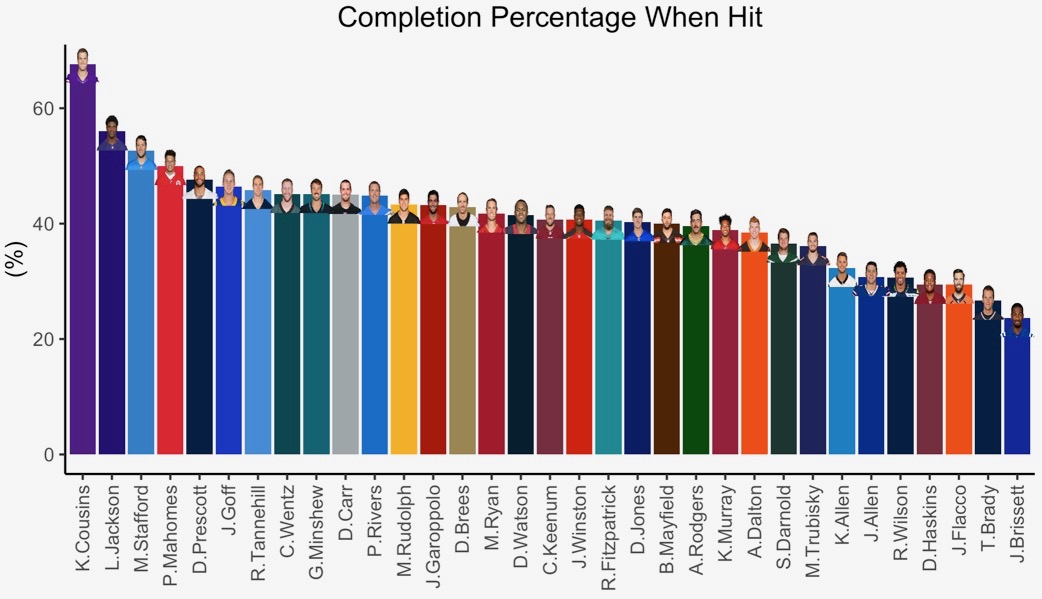 Completion Percentage When Hit
(%)
60
40
20
0
K.Cousins
L.Jackson
M.Stafford
P.Mahomes
D.Prescott
J.Goff
R.Tannehill
C.Wentz
G.Minshew
D.Carr
P.Rivers
M.Rudolph
J.Garoppolo
D.Brees
M.Ryan
D.Watson
C.Keenum
J.Winston
R.Fitzpatrick
D.Jones
B.Mayfield
A.Rodgers
K.Murray
A.Dalton
S.Darnold
M.Trubisky
K.Allen
J.Allen
R.Wilson
D.Haskins
J.Flacco
T.Brady
J.Brissett